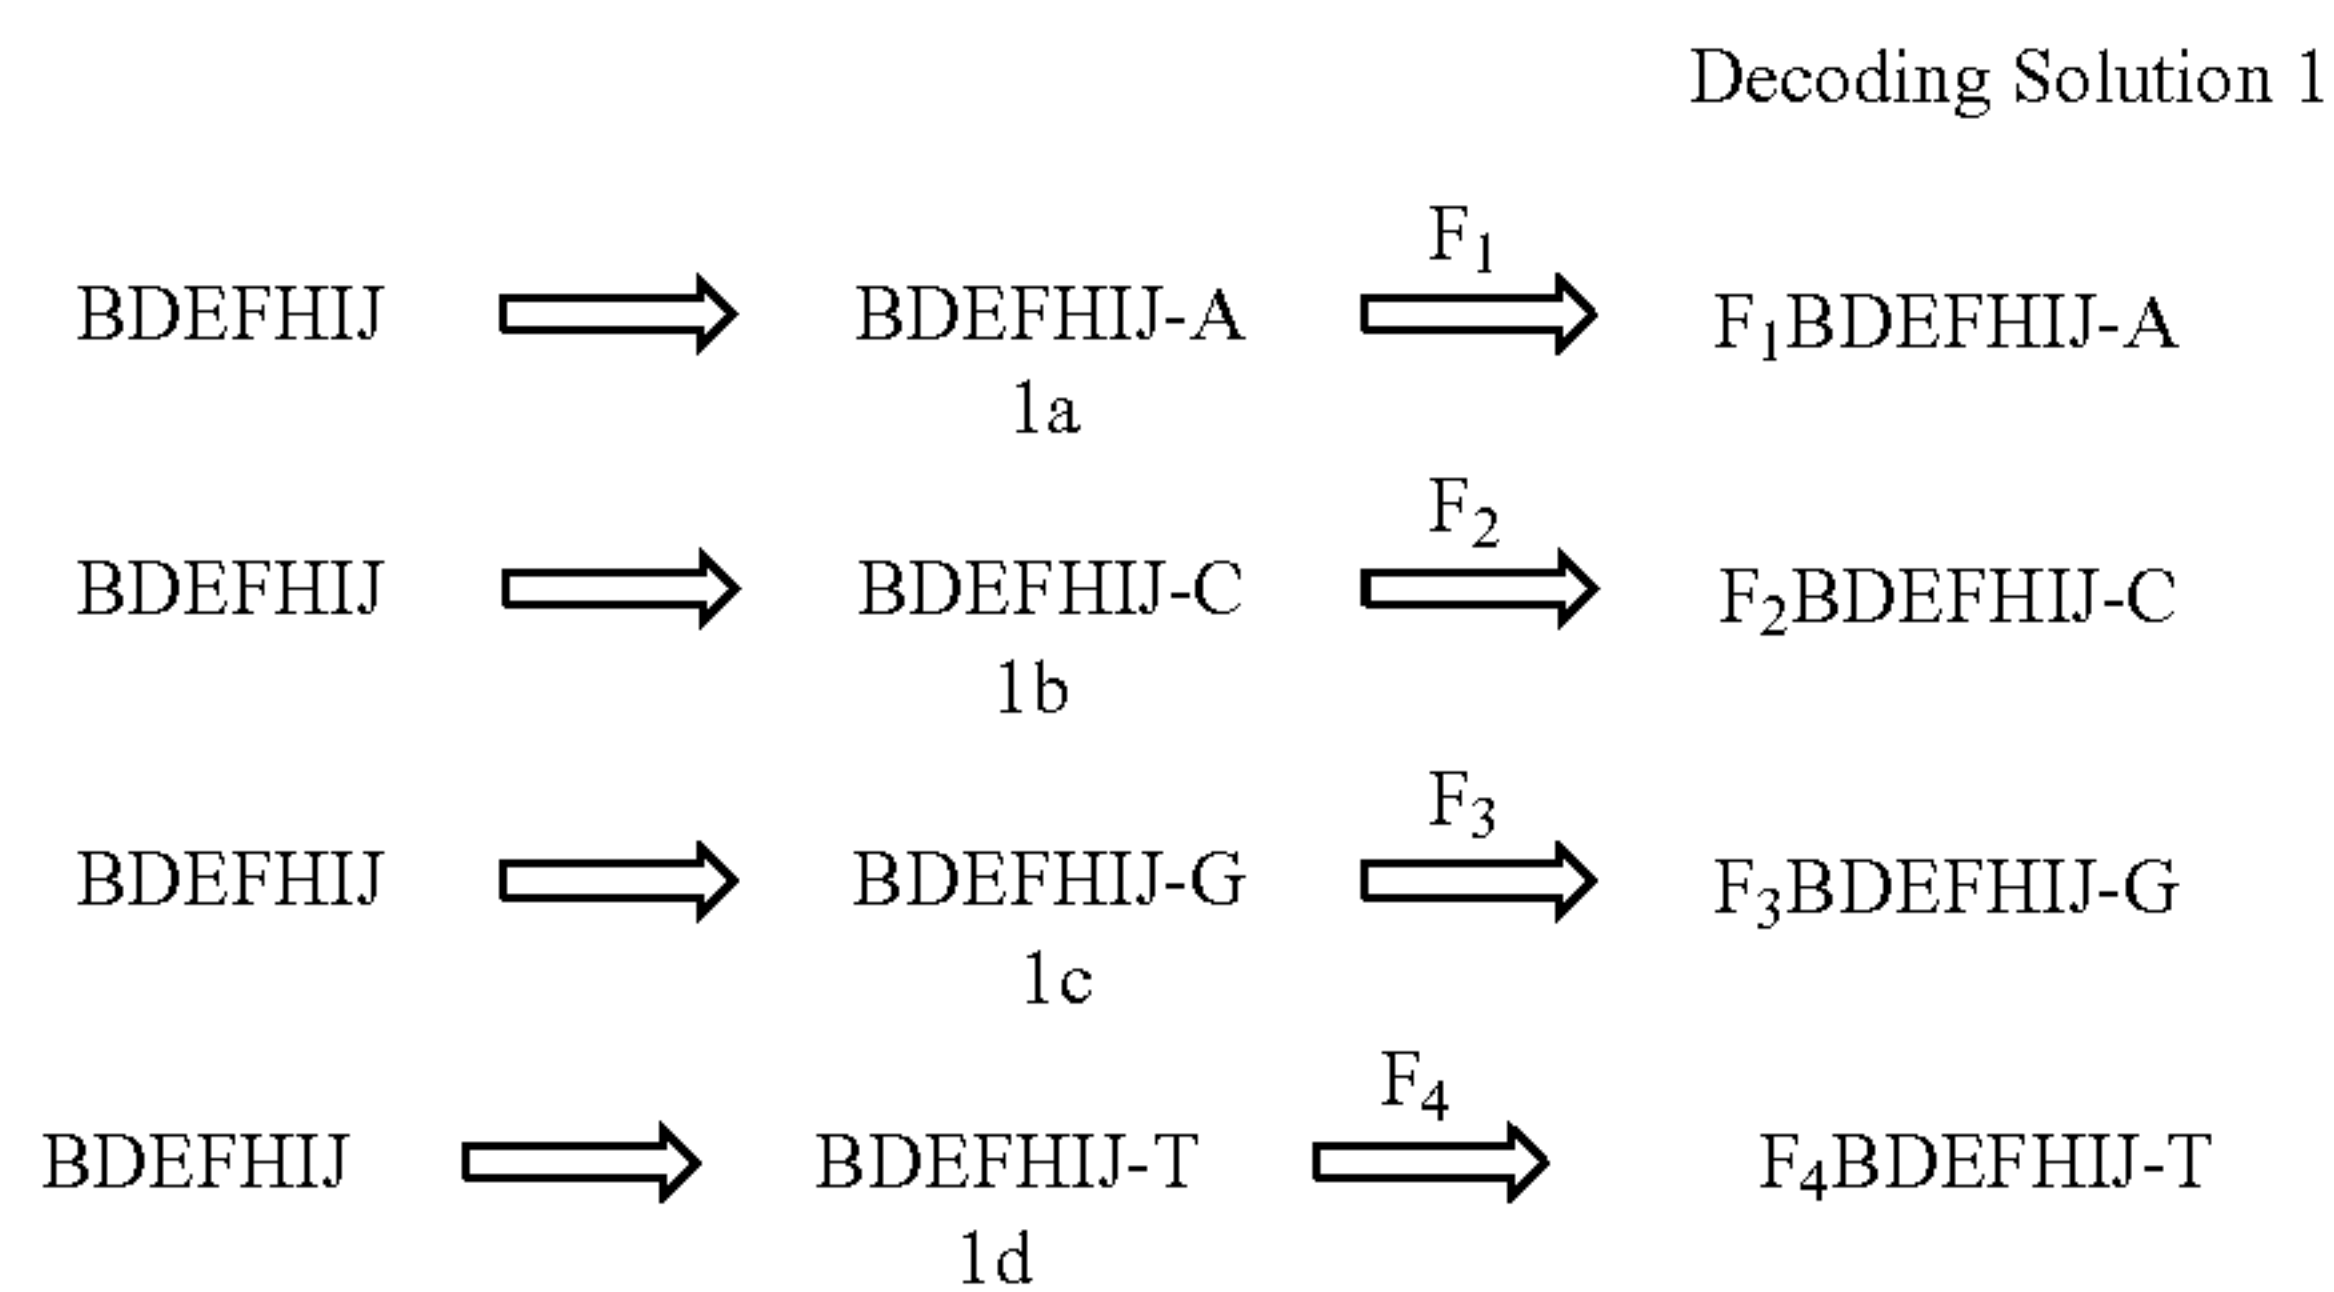 Decoding Solution 1
F₁
BDEFHIJ BDEFHIJ-A F₁BDEFHIJ-A
1a
F₂
BDEFHIJ BDEFHIJ-C F₂BDEFHIJ-C
1b
F₃
BDEFHIJ BDEFHIJ-G F₃BDEFHIJ-G
1c
F₄
BDEFHIJ BDEFHIJ-T F₄BDEFHIJ-T
1d